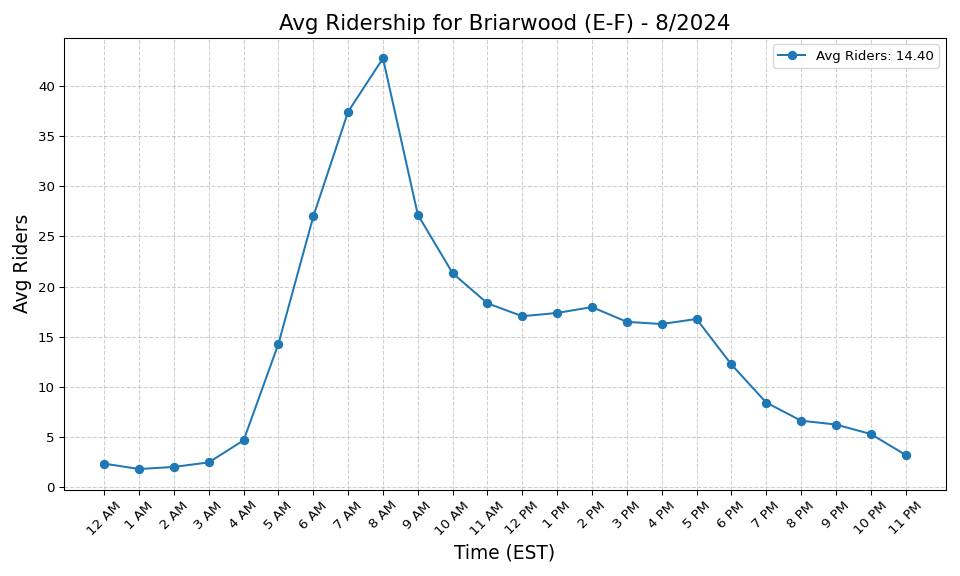 Avg Ridership for Briarwood (E-F) - 8/2024
Avg Riders: 14.40
Avg Riders
40
35
30
25
20
15
10
5
0
12 AM
1 AM
2 AM
3 AM
4 AM
5 AM
6 AM
7 AM
8 AM
9 AM
10 AM
11 AM
12 PM
1 PM
2 PM
3 PM
4 PM
5 PM
6 PM
7 PM
8 PM
9 PM
10 PM
11 PM
Time (EST)